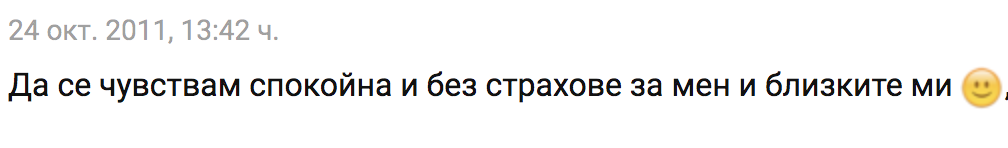 24 окт. 2011, 13:42 ч.
Да се чувствам спокойна и без страхове за мен и близките ми 🙂,